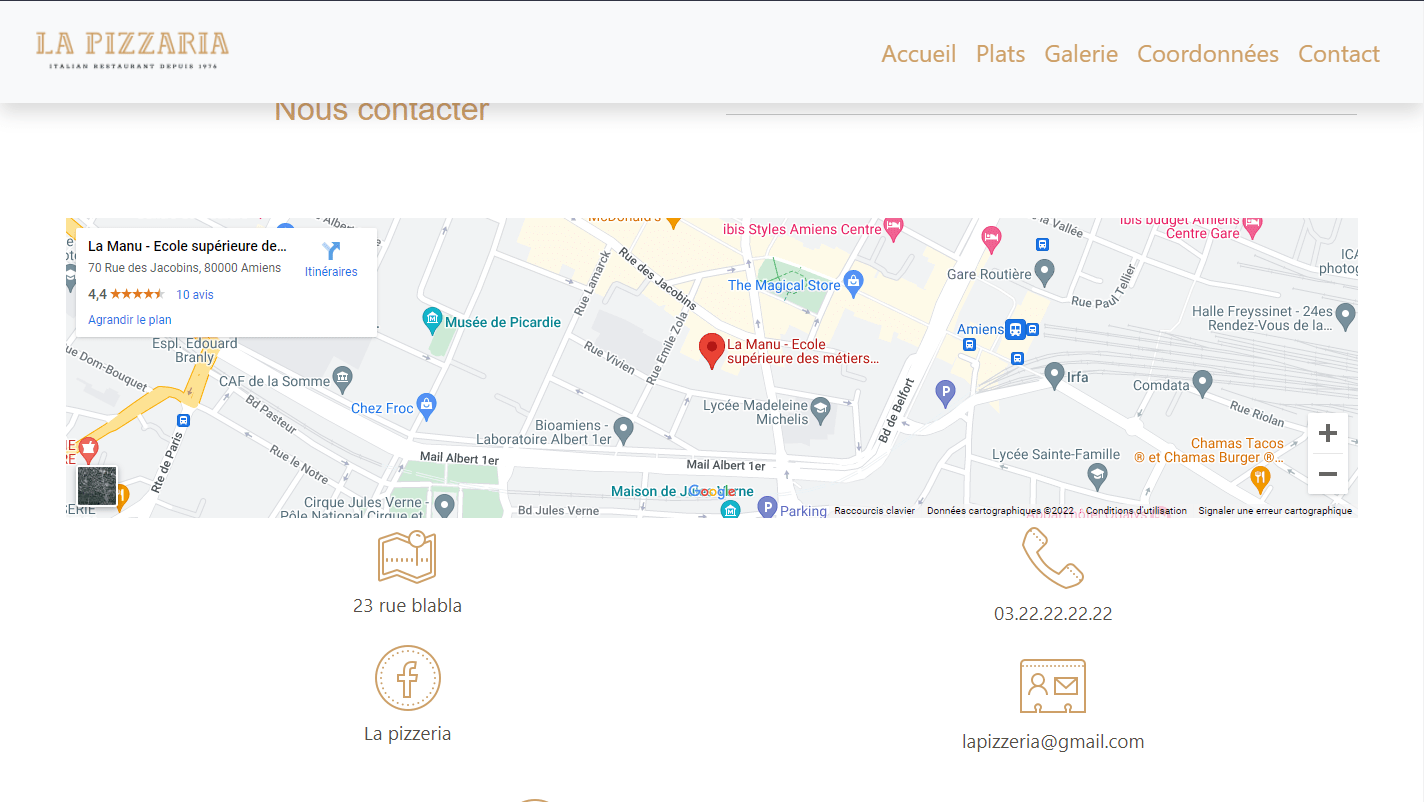 LA PIZZARIA
ITALIAN RESTAURANT DEPUIS 1974
Accueil Plats Galerie Coordonnées Contact
Nous contacter
La Manu - Ecole supérieure de...
70 Rue des Jacobins, 80000 Amiens
4,4 10 avis
Agrandir le plan
Itinéraires
McDonald's
ibis Styles Amiens Centre
ibis budget Amiens
Centre Gare
la Vallée
Gare Routière
Rue Paul Tellier
ICA
photog
Halle Freyssinet - 24es
Rendez-Vous de la...
Rue des Jacobins
Rue Lamarck
The Magical Store
Musée de Picardie
Rue Emile Zola
La Manu - Ecole
supérieure des métiers...
Amiens
Espl. Edouard
Branly
Rue Dom-Bouquet
CAF de la Somme
Rue Vivien
Irfa
Comdata
Chez Froc
Lycée Madeleine
Michelis
Bd de Belfort
P
Rue Riolan
Bd Pasteur
Bioamiens -
Laboratoire Albert 1er
Rte de Paris
Rue le Notre
Mail Albert 1er
Mail Albert 1er
Lycée Sainte-Famille
Chamas Tacos
® et Chamas Burger ®...
IE
RE
SERIE
Cirque Jules Verne -
Pôle National Cirque et
Maison de Jules Verne
Google
Bd Jules Verne
P
Parking
+
−
Raccourcis clavier Données cartographiques ©2022 Conditions d'utilisation Signaler une erreur cartographique
23 rue blabla
03.22.22.22.22
La pizzeria
lapizzeria@gmail.com